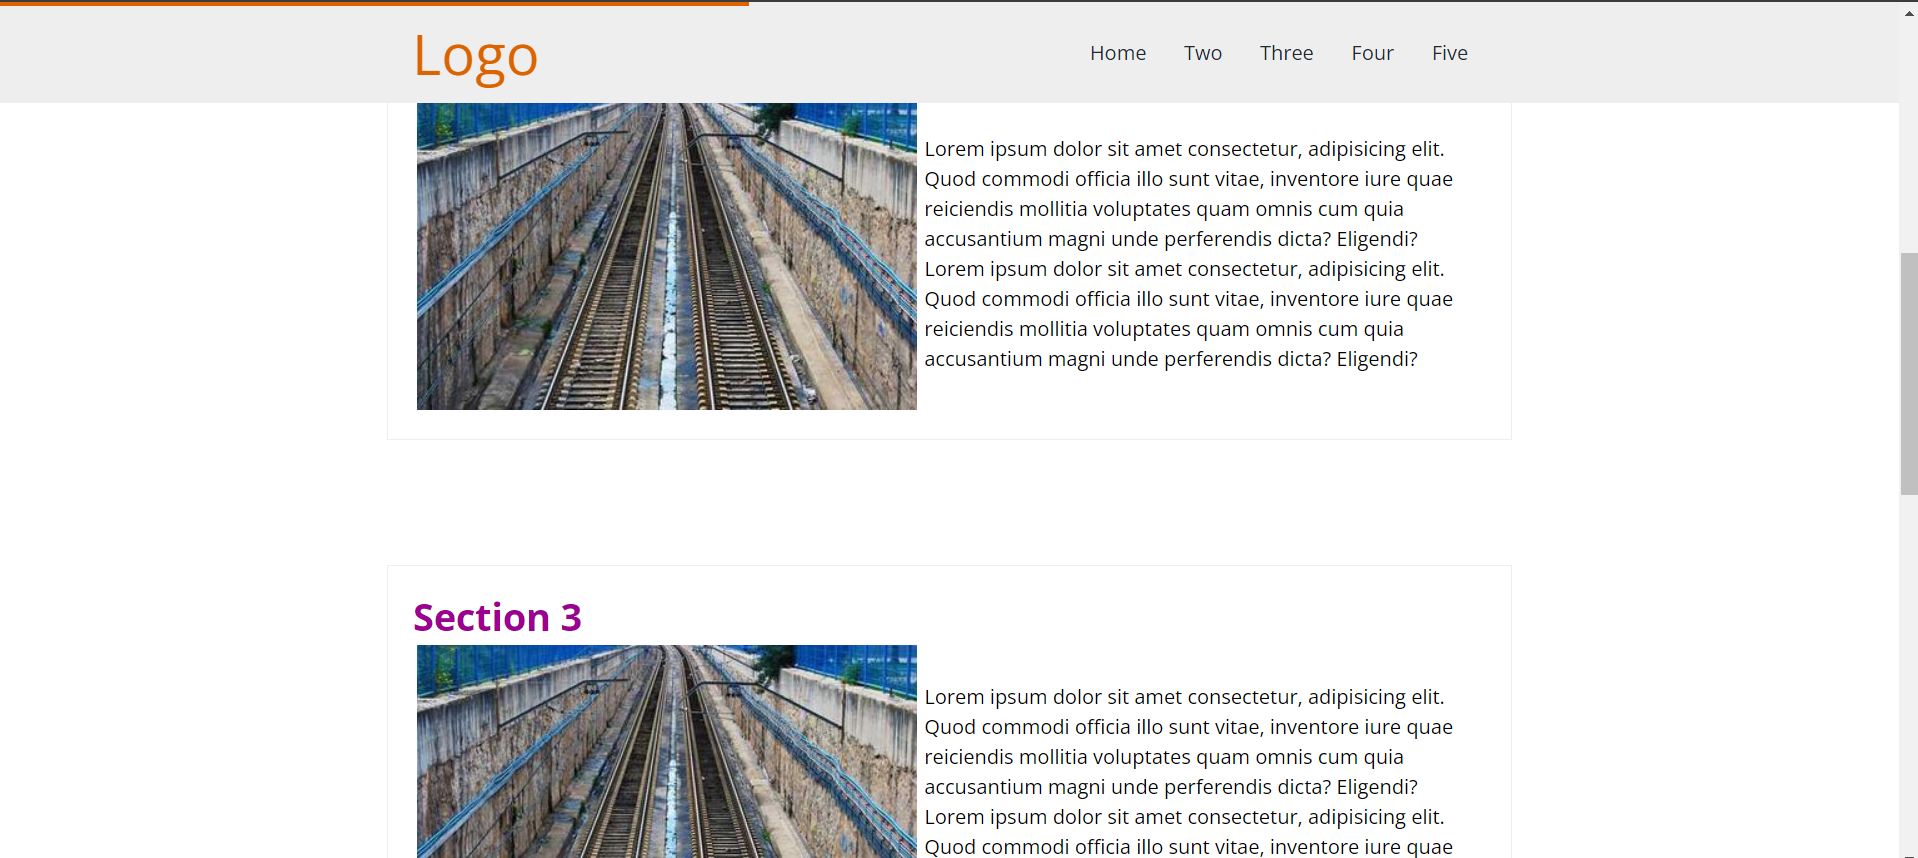 Logo
Home Two Three Four Five
Lorem ipsum dolor sit amet consectetur, adipisicing elit.
Quod commodi officia illo sunt vitae, inventore iure quae
reiciendis mollitia voluptates quam omnis cum quia
accusantium magni unde perferendis dicta? Eligendi?
Lorem ipsum dolor sit amet consectetur, adipisicing elit.
Quod commodi officia illo sunt vitae, inventore iure quae
reiciendis mollitia voluptates quam omnis cum quia
accusantium magni unde perferendis dicta? Eligendi?
Section 3
Lorem ipsum dolor sit amet consectetur, adipisicing elit.
Quod commodi officia illo sunt vitae, inventore iure quae
reiciendis mollitia voluptates quam omnis cum quia
accusantium magni unde perferendis dicta? Eligendi?
Lorem ipsum dolor sit amet consectetur, adipisicing elit.
Quod commodi officia illo sunt vitae, inventore iure quae